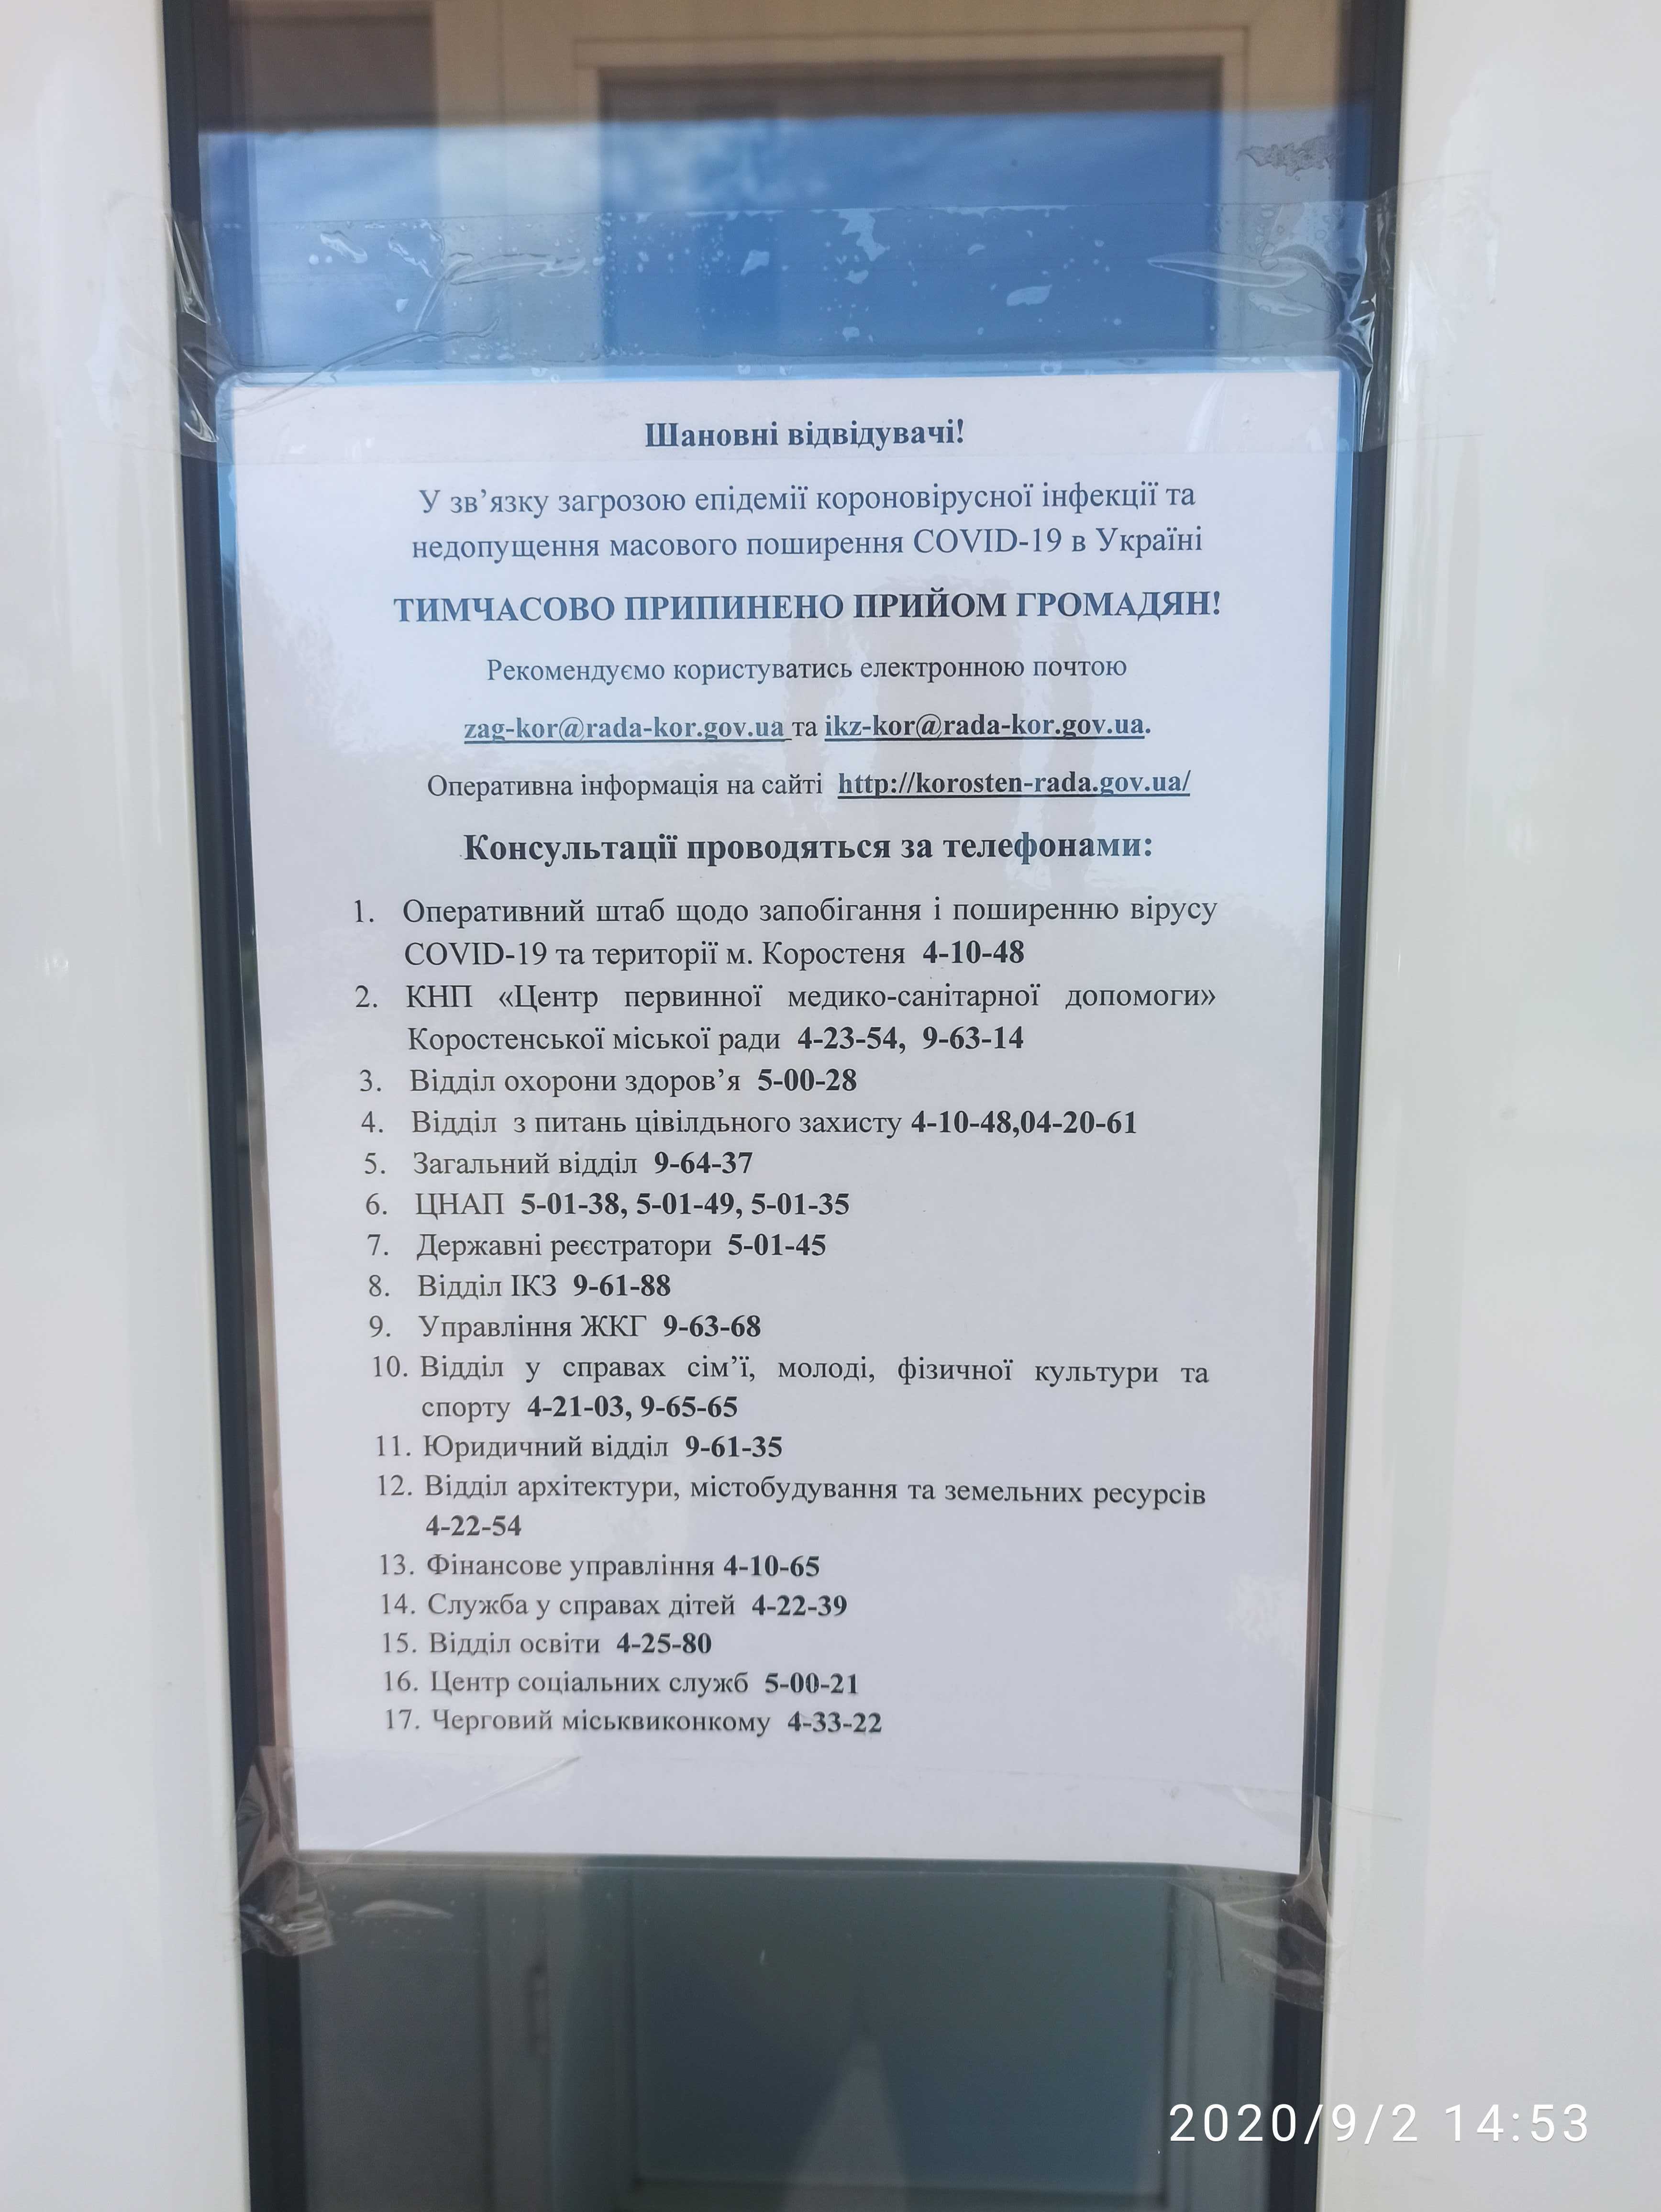 Шановні відвідувачі!
У зв’язку загрозою епідемії короновірусної інфекції та
недопущення масового поширення COVID-19 в Україні
ТИМЧАСОВО ПРИПИНЕНО ПРИЙОМ ГРОМАДЯН!
Рекомендуємо користуватись електронною почтою
zag-kor@rada-kor.gov.ua та ikz-kor@rada-kor.gov.ua.
Оперативна інформація на сайті http://korosten-rada.gov.ua/
Консультації проводяться за телефонами:
1. Оперативний штаб щодо запобігання і поширенню вірусу
COVID-19 та території м. Коростеня 4-10-48
2. КНП «Центр первинної медико-санітарної допомоги»
Коростенської міської ради 4-23-54, 9-63-14
3. Відділ охорони здоров’я 5-00-28
4. Відділ з питань цівілдьного захисту 4-10-48,04-20-61
5. Загальний відділ 9-64-37
6. ЦНАП 5-01-38, 5-01-49, 5-01-35
7. Державні реєстратори 5-01-45
8. Відділ ІКЗ 9-61-88
9. Управління ЖКГ 9-63-68
10. Відділ у справах сім’ї, молоді, фізичної культури та
спорту 4-21-03, 9-65-65
11. Юридичний відділ 9-61-35
12. Відділ архітектури, містобудування та земельних ресурсів
4-22-54
13. Фінансове управління 4-10-65
14. Служба у справах дітей 4-22-39
15. Відділ освіти 4-25-80
16. Центр соціальних служб 5-00-21
17. Черговий міськвиконкому 4-33-22
2020/9/2 14:53